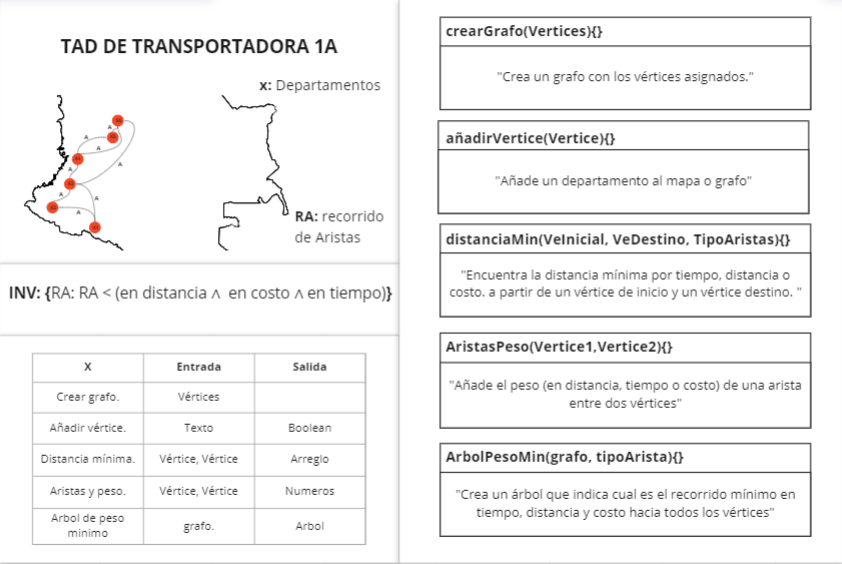 TAD DE TRANSPORTADORA 1A
x: Departamentos
A
A
A
A
A
A
A
A
RA: recorrido
de Aristas
INV: {RA: RA < (en distancia ∧ en costo ∧ en tiempo)}
X Entrada Salida
Crear grafo. Vértices
Añadir vértice. Texto Boolean
Distancia mínima. Vértice, Vértice Arreglo
Aristas y peso. Vértice, Vértice Numeros
Arbol de peso
minimo grafo. Arbol
crearGrafo(Vertices){}
"Crea un grafo con los vértices asignados."
añadirVertice(Vertice){}
"Añade un departamento al mapa o grafo"
distanciaMin(VeInicial, VeDestino, TipoAristas){}
"Encuentra la distancia mínima por tiempo, distancia o
costo. a partir de un vértice de inicio y un vértice destino. "
AristasPeso(Vertice1,Vertice2){}
"Añade el peso (en distancia, tiempo o costo) de una arista
entre dos vértices"
ArbolPesoMin(grafo, tipoArista){}
"Crea un árbol que indica cual es el recorrido mínimo en
tiempo, distancia y costo hacia todos los vértices"